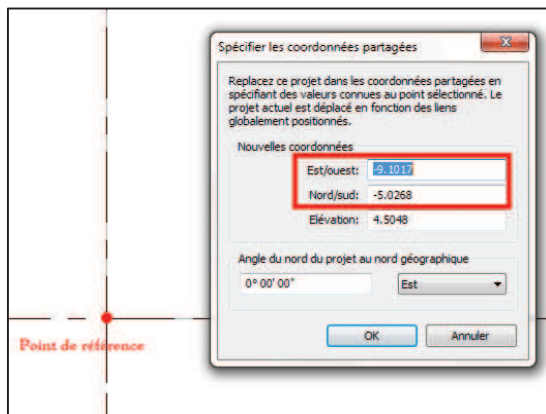 Spécifier les coordonnées partagées
Replacez ce projet dans les coordonnées partagées en
spécifiant des valeurs connues au point sélectionné. Le
projet actuel est déplacé en fonction des liens
globalement positionnés.
Nouvelles coordonnées
Est/ouest: -9.1017
Nord/sud: -5.0268
Elévation: 4.5048
Angle du nord du projet au nord géographique
0° 00' 00" Est
OK Annuler
Point de référence